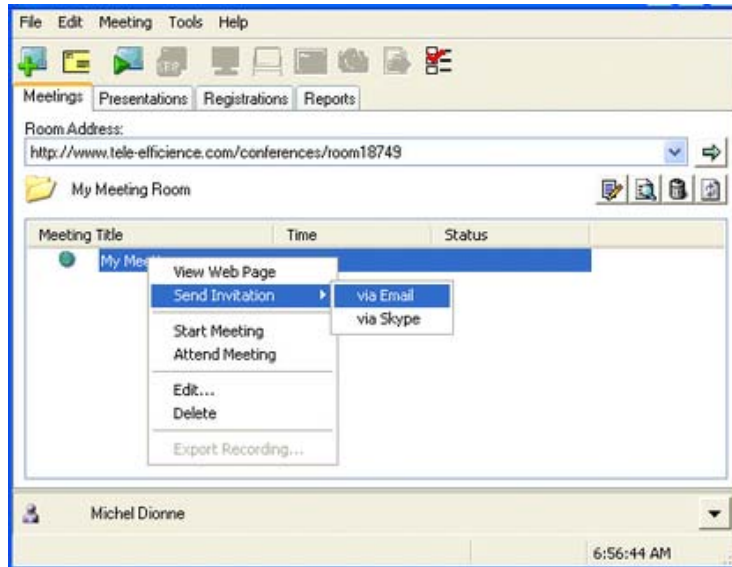 File Edit Meeting Tools Help
Meetings Presentations Registrations Reports
Room Address:
http://www.tele-efficience.com/conferences/room18749
My Meeting Room
Meeting Title Time Status
My Mee
View Web Page
Send Invitation
via Email
via Skype
Start Meeting
Attend Meeting
Edit...
Delete
Export Recording...
Michel Dionne
6:56:44 AM